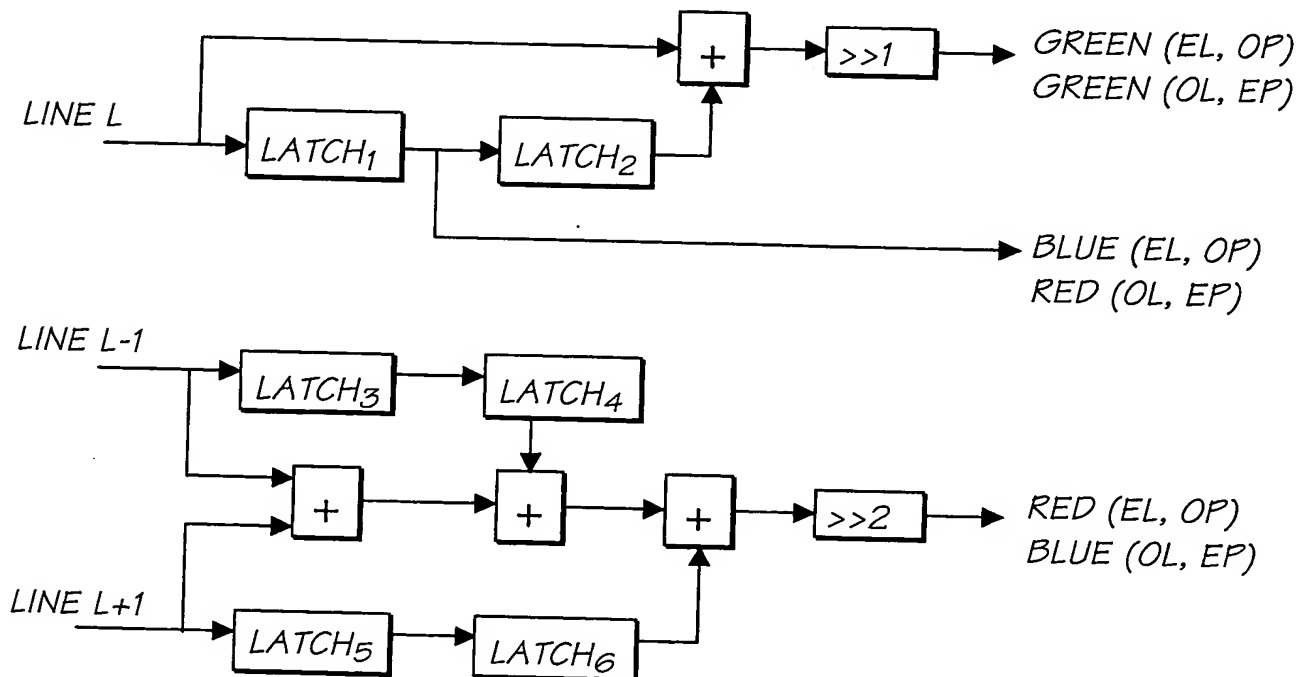 GREEN (EL, OP)
+
>>1
GREEN (OL, EP)
LINE L
LATCH₁
LATCH₂
BLUE (EL, OP)
RED (OL, EP)
LINE L-1
LATCH₃
LATCH₄
+
+
+
>>2
RED (EL, OP)
BLUE (OL, EP)
LINE L+1
LATCH₅
LATCH₆